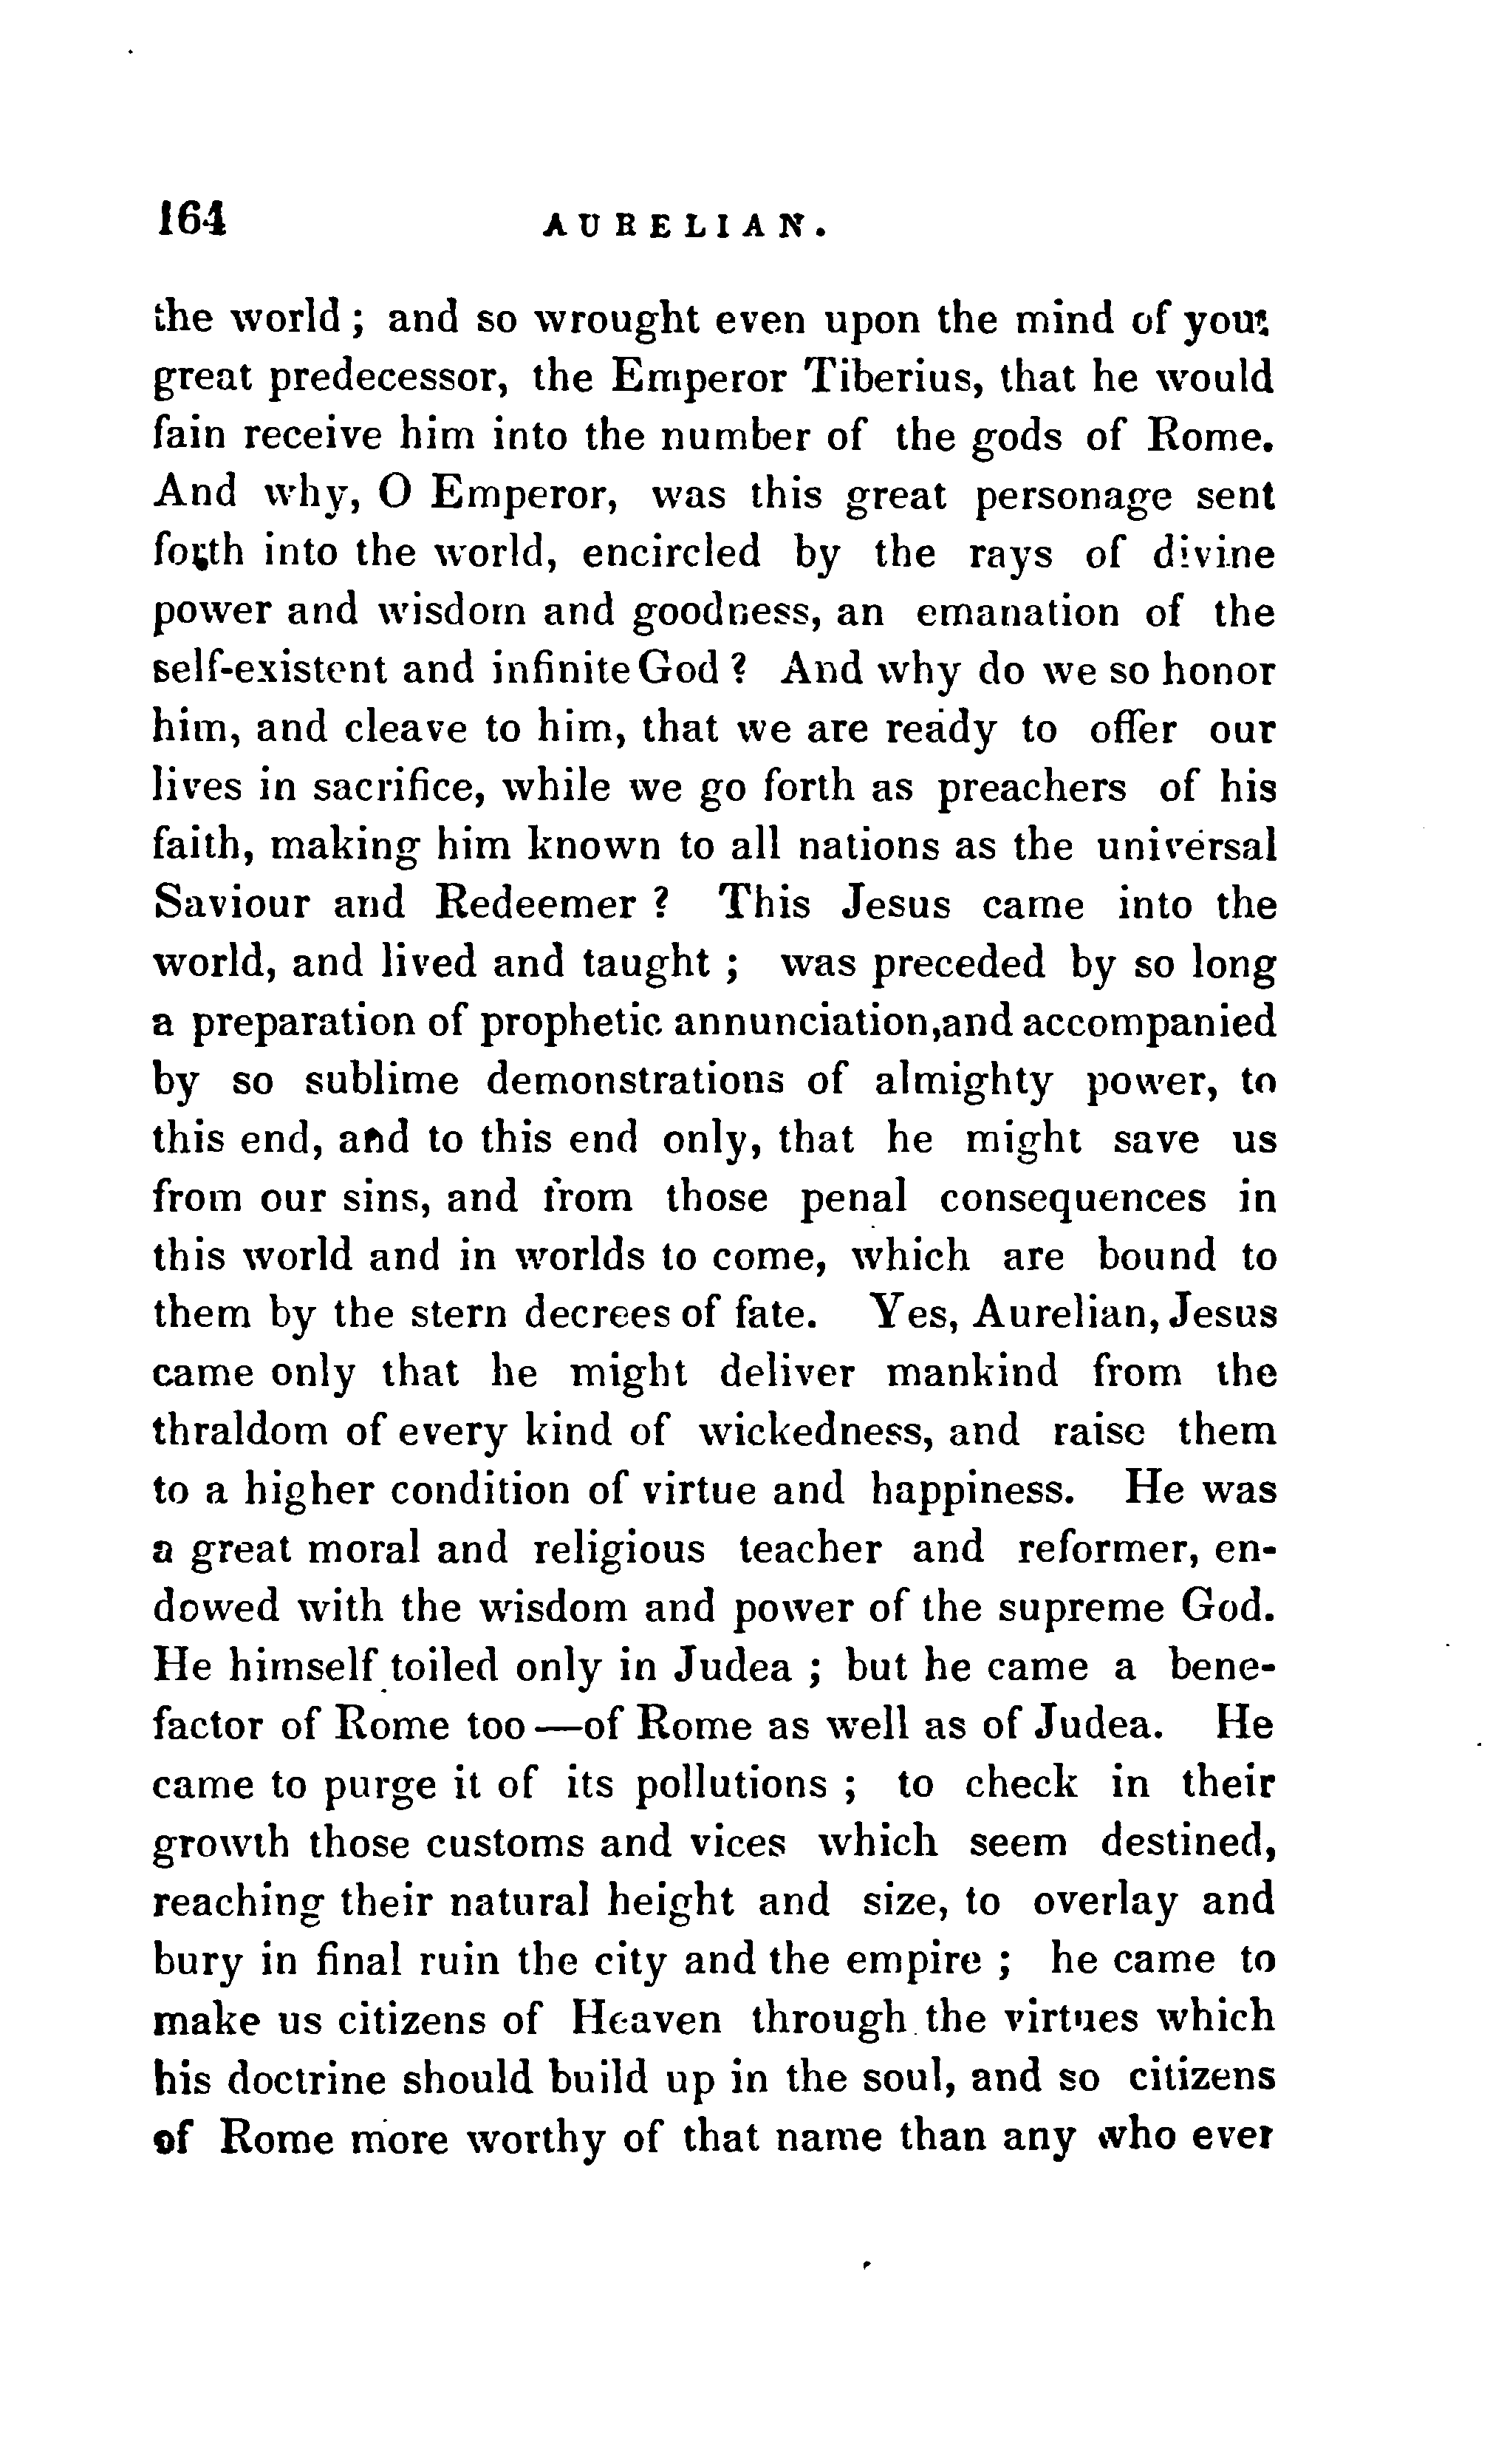 164 AURELIAN.
the world; and so wrought even upon the mind of your
great predecessor, the Emperor Tiberius, that he would
fain receive him into the number of the gods of Rome.
And why, O Emperor, was this great personage sent
forth into the world, encircled by the rays of divine
power and wisdom and goodness, an emanation of the
self-existent and infinite God? And why do we so honor
him, and cleave to him, that we are ready to offer our
lives in sacrifice, while we go forth as preachers of his
faith, making him known to all nations as the universal
Saviour and Redeemer? This Jesus came into the
world, and lived and taught; was preceded by so long
a preparation of prophetic annunciation, and accompanied
by so sublime demonstrations of almighty power, to
this end, and to this end only, that he might save us
from our sins, and from those penal consequences in
this world and in worlds to come, which are bound to
them by the stern decrees of fate. Yes, Aurelian, Jesus
came only that he might deliver mankind from the
thraldom of every kind of wickedness, and raise them
to a higher condition of virtue and happiness. He was
a great moral and religious teacher and reformer, en-
dowed with the wisdom and power of the supreme God.
He himself toiled only in Judea; but he came a bene-
factor of Rome too—of Rome as well as of Judea. He
came to purge it of its pollutions; to check in their
growth those customs and vices which seem destined,
reaching their natural height and size, to overlay and
bury in final ruin the city and the empire; he came to
make us citizens of Heaven through the virtues which
his doctrine should build up in the soul, and so citizens
of Rome more worthy of that name than any who ever